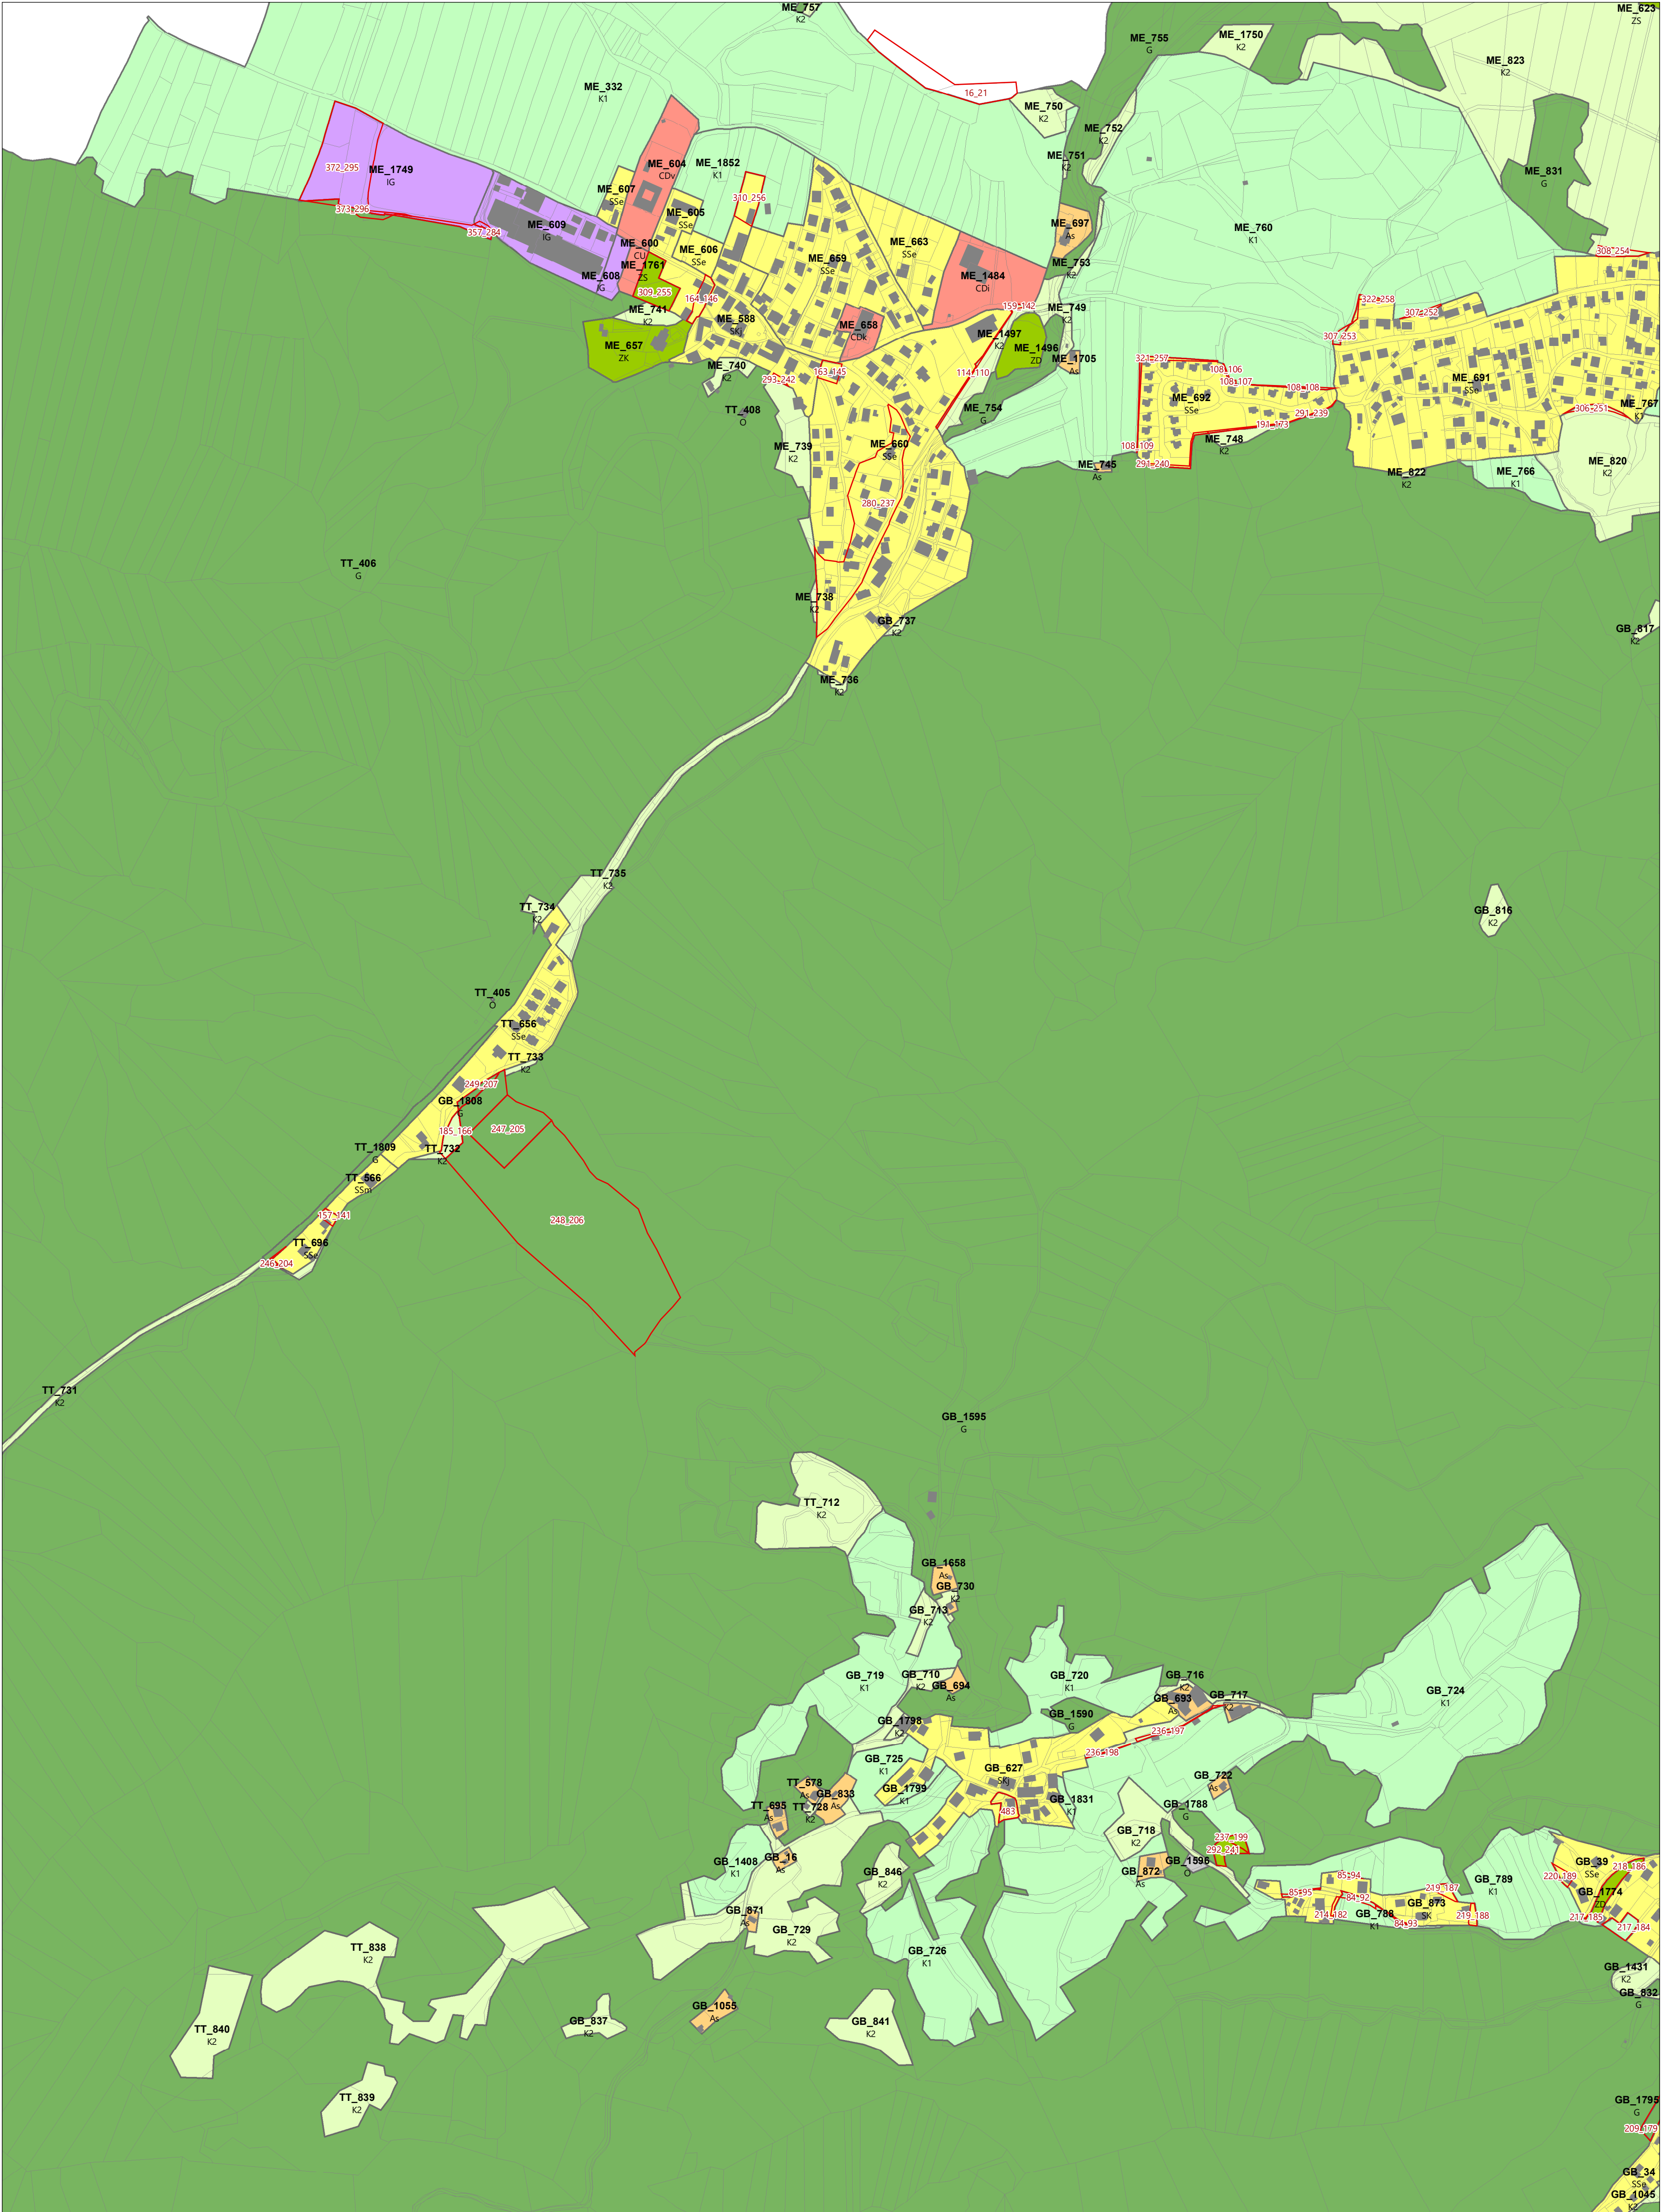 ME_757
K2
ME_623
ZS
ME_755
G
ME_1750
K2
ME_823
K2
ME_332
K1
16_21
ME_750
K2
ME_752
K2
ME_751
K2
372_295
ME_1749
IG
ME_604
CDv
ME_1852
K1
ME_831
G
ME_607
SSe
310_256
ME_605
SSe
373_296
357_284
ME_609
IG
ME_697
As
ME_760
K1
ME_600
CU
ME_606
SSe
ME_663
SSe
ME_659
SSe
308_254
ME_1761
ZS
ME_608
IG
ME_753
K2
ME_1484
CDi
309_255
164_146
322_258
ME_741
K2
159_142
ME_749
K2
307_252
ME_588
SKj
ME_658
CDk
ME_1497
K2
307_253
ME_657
ZK
ME_1496
ZD
ME_1705
As
321_257
ME_740
K2
163_145
114_110
108_106
293_242
108_107
108_108
ME_691
SSe
ME_692
SSe
TT_408
O
ME_754
G
291_239
306_251
ME_767
K1
191_173
ME_739
K2
ME_660
SSe
108_109
ME_748
K2
ME_745
As
291_240
ME_822
K2
ME_766
K1
ME_820
K2
280_237
TT_406
G
ME_738
K2
GB_737
K2
GB_817
K2
ME_736
K2
TT_735
K2
TT_734
K2
GB_816
K2
TT_405
O
TT_656
SSe
TT_733
K2
249_207
GB_1808
G
185_166
247_205
TT_1809
G
TT_732
K2
TT_566
SSm
157_141
248_206
TT_696
SSe
246_204
TT_731
K2
GB_1595
G
TT_712
K2
GB_1658
As
GB_730
K2
GB_713
K2
GB_719
K1
GB_710
K2
GB_694
As
GB_720
K1
GB_716
K2
GB_724
K1
GB_693
As
GB_717
K2
GB_1590
G
GB_1798
K2
236_197
236_198
GB_725
K1
GB_627
SKj
TT_578
As
GB_833
As
GB_1799
K1
GB_722
As
GB_1831
K1
TT_695
As
TT_728
K2
483
GB_1788
G
GB_718
K2
237_199
292_241
GB_16
As
GB_1408
K1
GB_846
K2
GB_872
As
GB_1596
O
GB_39
SSe
218_186
85_94
220_189
GB_789
K1
219_187
85_95
84_92
GB_1774
ZD
GB_873
SK
GB_871
As
214_182
GB_788
K1
219_188
217_185
84_93
217_184
GB_729
K2
TT_838
K2
GB_726
K1
GB_1431
K2
GB_832
G
GB_1055
As
GB_837
K2
GB_841
K2
TT_840
K2
TT_839
K2
GB_1795
G
209_179
GB_34
SSe
GB_1045
K2